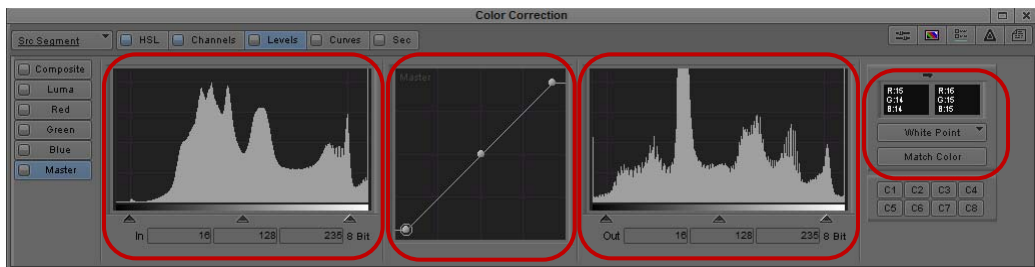 Color Correction
Src Segment HSL Channels Levels Curves Sec
Composite
Luma
Red
Green
Blue
Master
Master
In 16 128 235 8 Bit
Out 16 128 235 8 Bit
R:15 R:16
G:14 G:15
B:14 B:15
White Point
Match Color
C1 C2 C3 C4
C5 C6 C7 C8